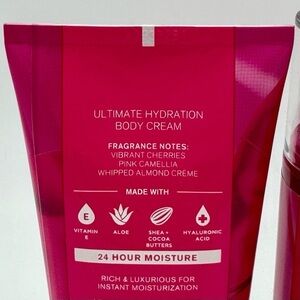 ULTIMATE HYDRATION
BODY CREAM
FRAGRANCE NOTES:
VIBRANT CHERRIES
PINK CAMELLIA
WHIPPED ALMOND CRÈME
MADE WITH
E
VITAMIN
E
ALOE
SHEA +
COCOA
BUTTERS
HYALURONIC
ACID
24 HOUR MOISTURE
RICH & LUXURIOUS FOR
INSTANT MOISTURIZATION